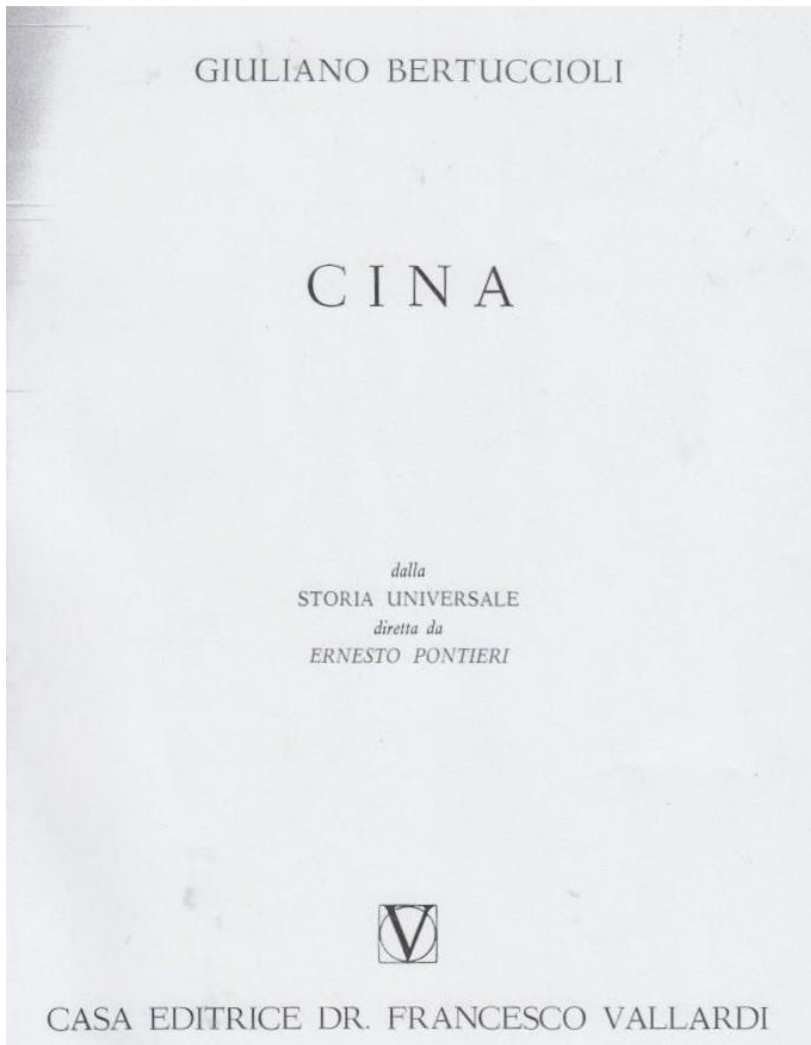 GIULIANO BERTUCCIOLI
CINA
dalla
STORIA UNIVERSALE
diretta da
ERNESTO PONTIERI
V
CASA EDITRICE DR. FRANCESCO VALLARDI